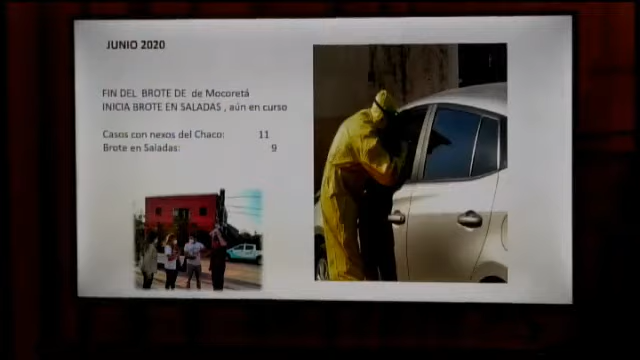 JUNIO 2020
FIN DEL BROTE DE de Mocoretá
INICIA BROTE EN SALADAS , aún en curso
Casos con nexos del Chaco: 11
Brote en Saladas: 9